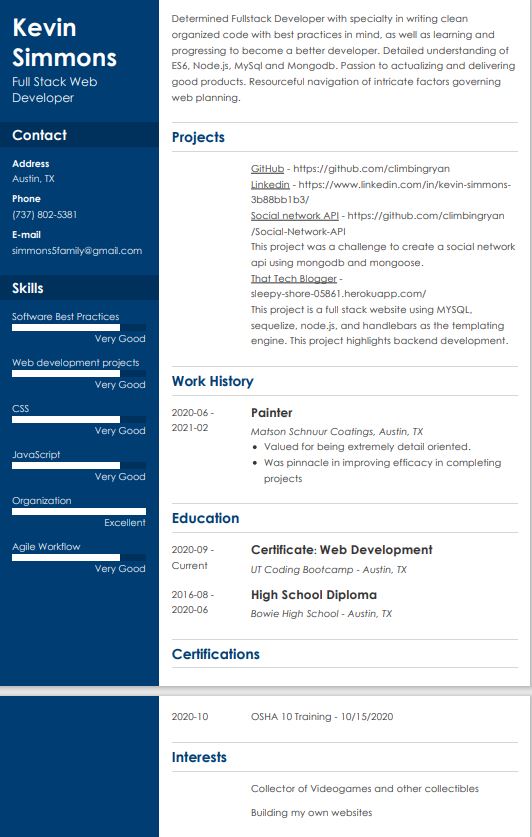 Kevin
Simmons
Full Stack Web
Developer
Contact
Address
Austin, TX
Phone
(737) 802-5381
E-mail
simmons5family@gmail.com
Skills
Software Best Practices
Very Good
Web development projects
Very Good
CSS
Very Good
JavaScript
Very Good
Organization
Excellent
Agile Workflow
Very Good
Determined Fullstack Developer with specialty in writing clean
organized code with best practices in mind, as well as learning and
progressing to become a better developer. Detailed understanding of
ES6, Node.js, MySql and Mongodb. Passion to actualizing and delivering
good products. Resourceful navigation of intricate factors governing
web planning.
Projects
GitHub - https://github.com/climbingryan
Linkedin - https://www.linkedin.com/in/kevin-simmons-
3b88bb1b3/
Social network API - https://github.com/climbingryan
/Social-Network-API
This project was a challenge to create a social network
api using mongodb and mongoose.
That Tech Blogger -
sleepy-shore-05861.herokuapp.com/
This project is a full stack website using MYSQL,
sequelize, node.js, and handlebars as the templating
engine. This project highlights backend development.
Work History
2020-06 -
2021-02
Painter
Matson Schnuur Coatings, Austin, TX
• Valued for being extremely detail oriented.
• Was pinnacle in improving efficacy in completing
projects
Education
2020-09 -
Current
Certificate: Web Development
UT Coding Bootcamp - Austin, TX
2016-08 -
2020-06
High School Diploma
Bowie High School - Austin, TX
Certifications
2020-10
OSHA 10 Training - 10/15/2020
Interests
Collector of Videogames and other collectibles
Building my own websites